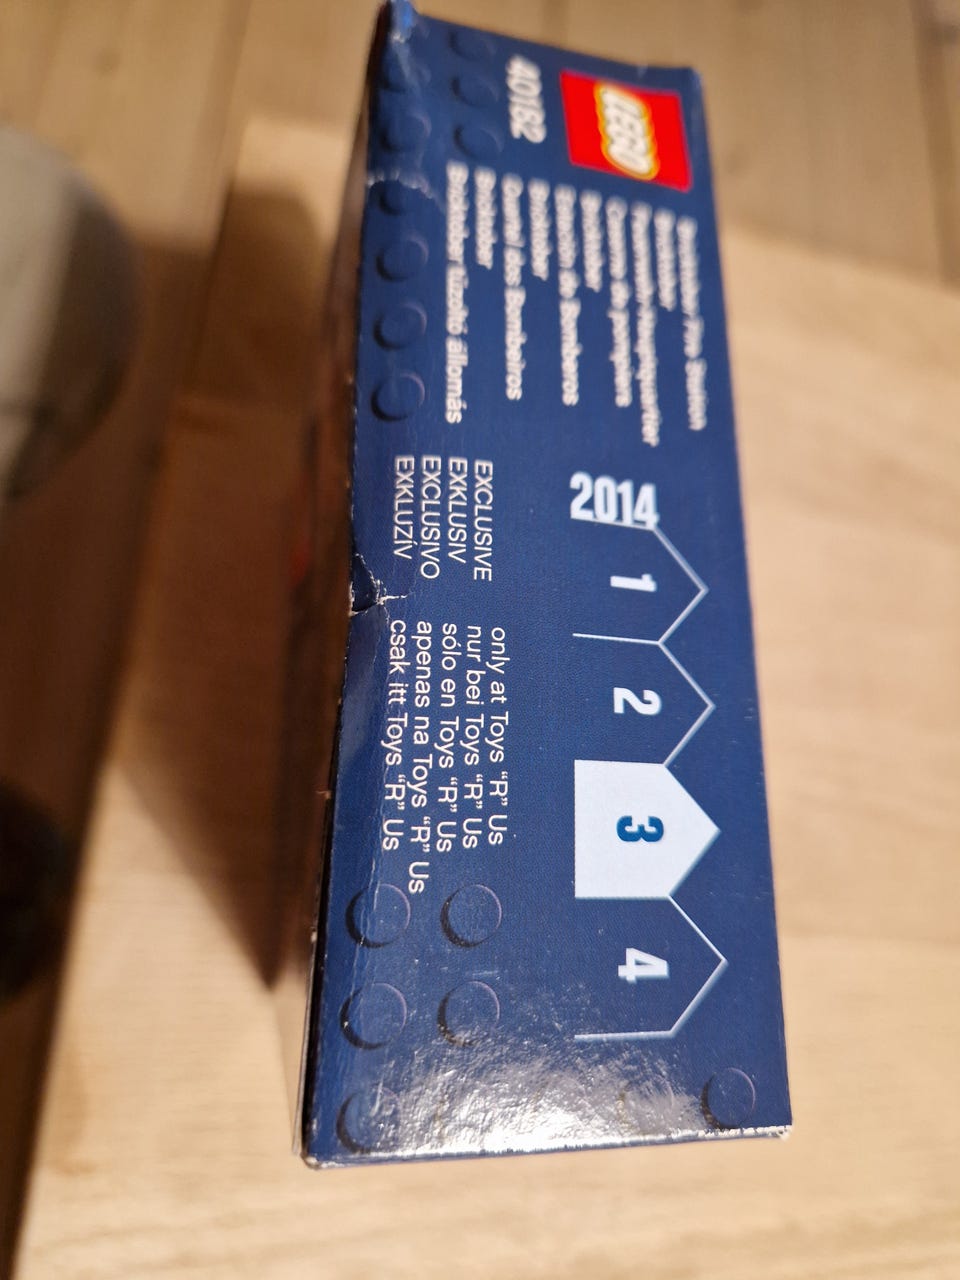 LEGO
40182
Bricktober Fire Station
Bricktober
Feuerwehr-Hauptquartier
Caserne de pompiers
Bricktober
Estación de Bomberos
Bricktober
Quartel dos Bombeiros
Bricktober
Bricktober tűzoltó állomás
2014
1
2
3
4
EXCLUSIVE only at Toys “R” Us
EXKLUSIV nur bei Toys “R” Us
EXCLUSIVO sólo en Toys “R” Us
apenas na Toys “R” Us
EXKLUZÍV csak itt Toys “R” Us